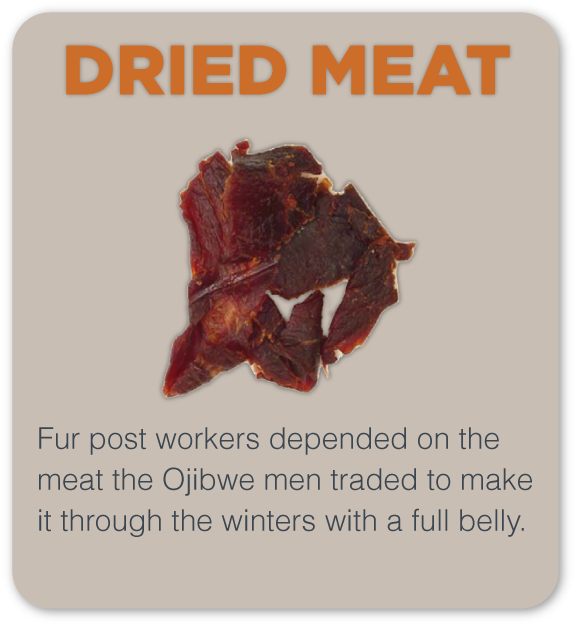 DRIED MEAT
Fur post workers depended on the
meat the Ojibwe men traded to make
it through the winters with a full belly.